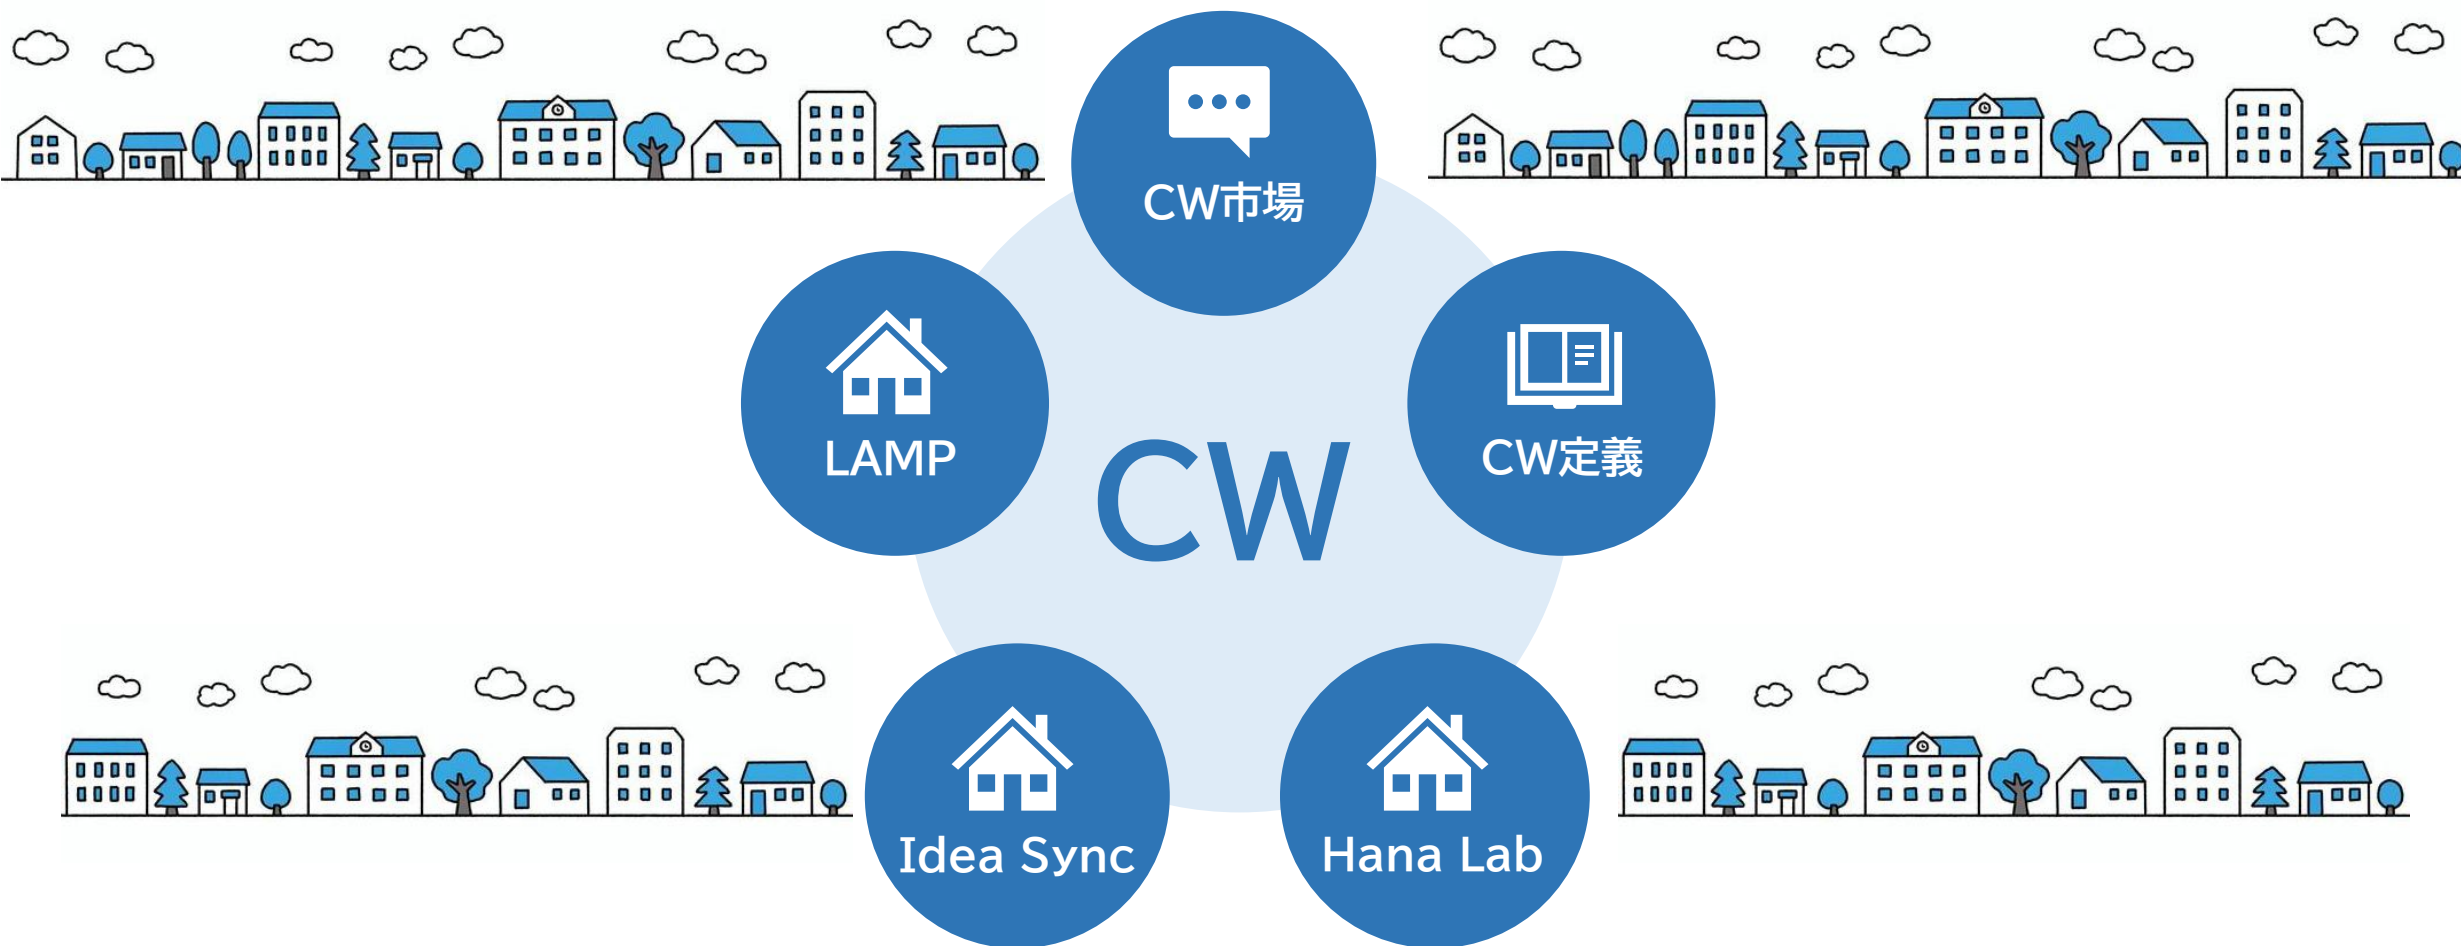 CW市場
LAMP
CW定義
CW
Idea Sync
Hana Lab